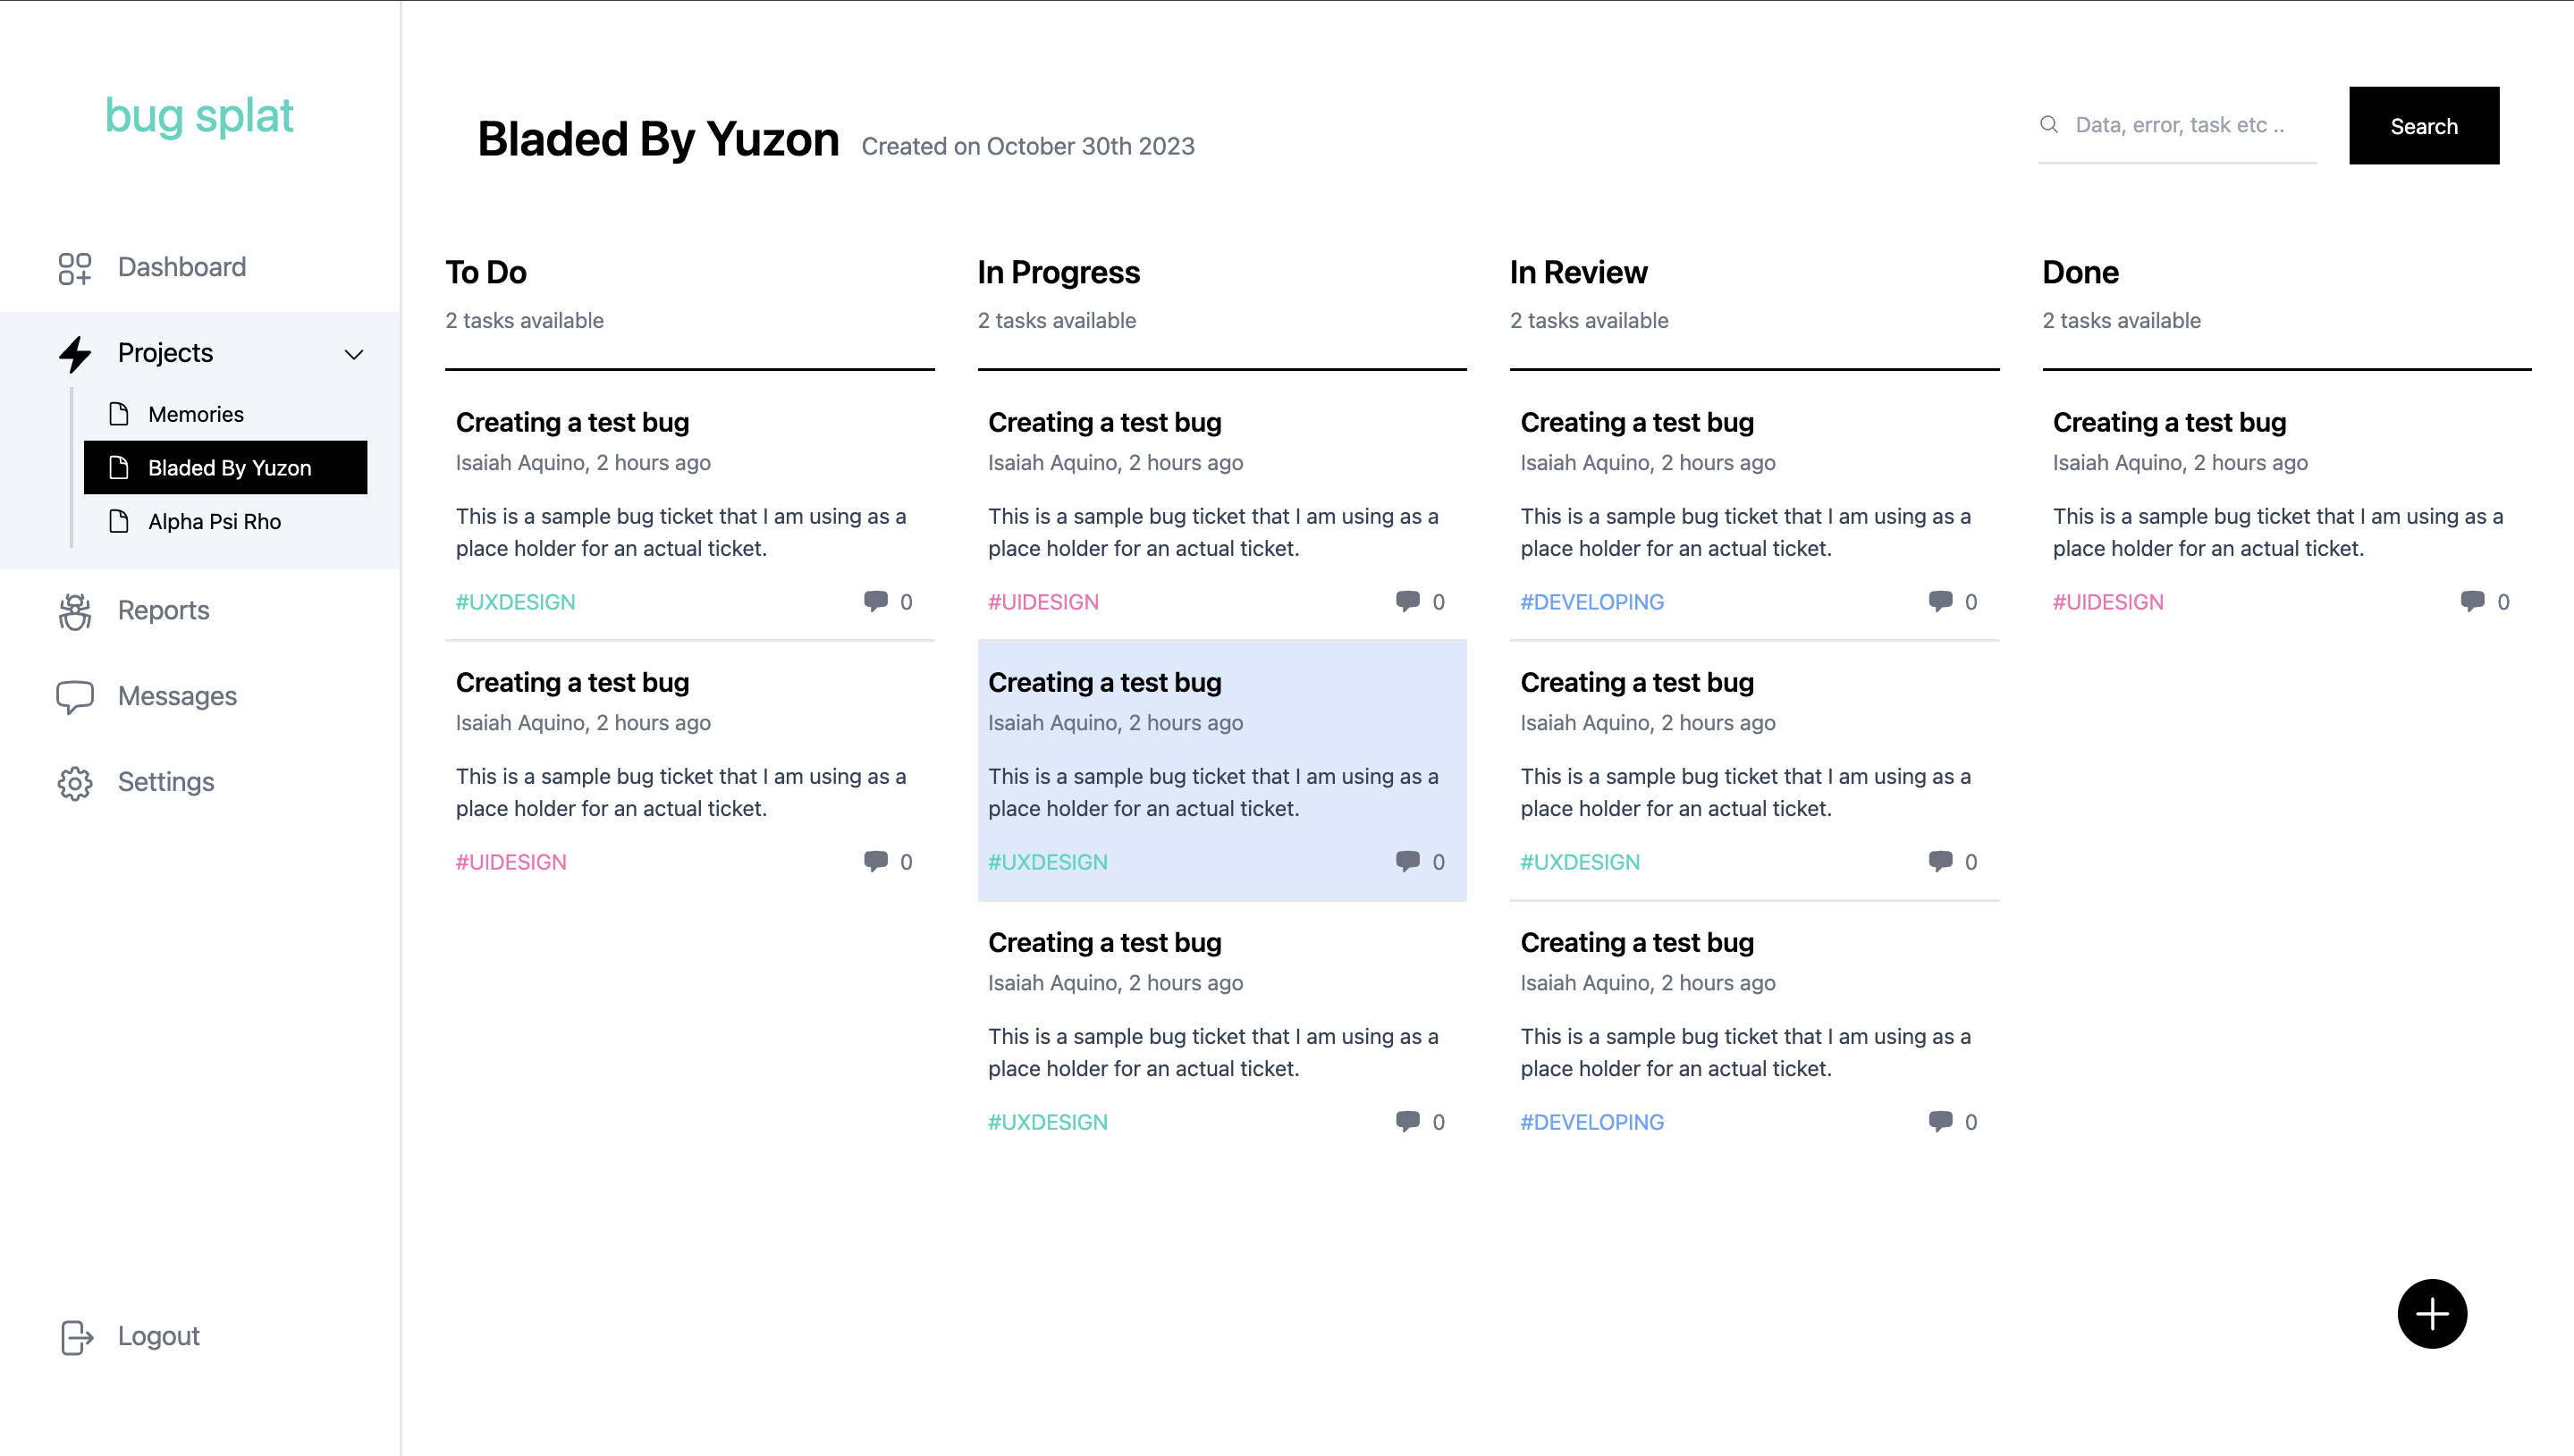 bug splat
Dashboard
Projects
Memories
Bladed By Yuzon
Alpha Psi Rho
Reports
Messages
Settings
Logout
Bladed By Yuzon Created on October 30th 2023
Data, error, task etc ..
Search
To Do
2 tasks available
Creating a test bug
Isaiah Aquino, 2 hours ago
This is a sample bug ticket that I am using as a
place holder for an actual ticket.
#UXDESIGN 0
Creating a test bug
Isaiah Aquino, 2 hours ago
This is a sample bug ticket that I am using as a
place holder for an actual ticket.
#UIDESIGN 0
In Progress
2 tasks available
Creating a test bug
Isaiah Aquino, 2 hours ago
This is a sample bug ticket that I am using as a
place holder for an actual ticket.
#UIDESIGN 0
Creating a test bug
Isaiah Aquino, 2 hours ago
This is a sample bug ticket that I am using as a
place holder for an actual ticket.
#UXDESIGN 0
Creating a test bug
Isaiah Aquino, 2 hours ago
This is a sample bug ticket that I am using as a
place holder for an actual ticket.
#UXDESIGN 0
In Review
2 tasks available
Creating a test bug
Isaiah Aquino, 2 hours ago
This is a sample bug ticket that I am using as a
place holder for an actual ticket.
#DEVELOPING 0
Creating a test bug
Isaiah Aquino, 2 hours ago
This is a sample bug ticket that I am using as a
place holder for an actual ticket.
#UXDESIGN 0
Creating a test bug
Isaiah Aquino, 2 hours ago
This is a sample bug ticket that I am using as a
place holder for an actual ticket.
#DEVELOPING 0
Done
2 tasks available
Creating a test bug
Isaiah Aquino, 2 hours ago
This is a sample bug ticket that I am using as a
place holder for an actual ticket.
#UIDESIGN 0